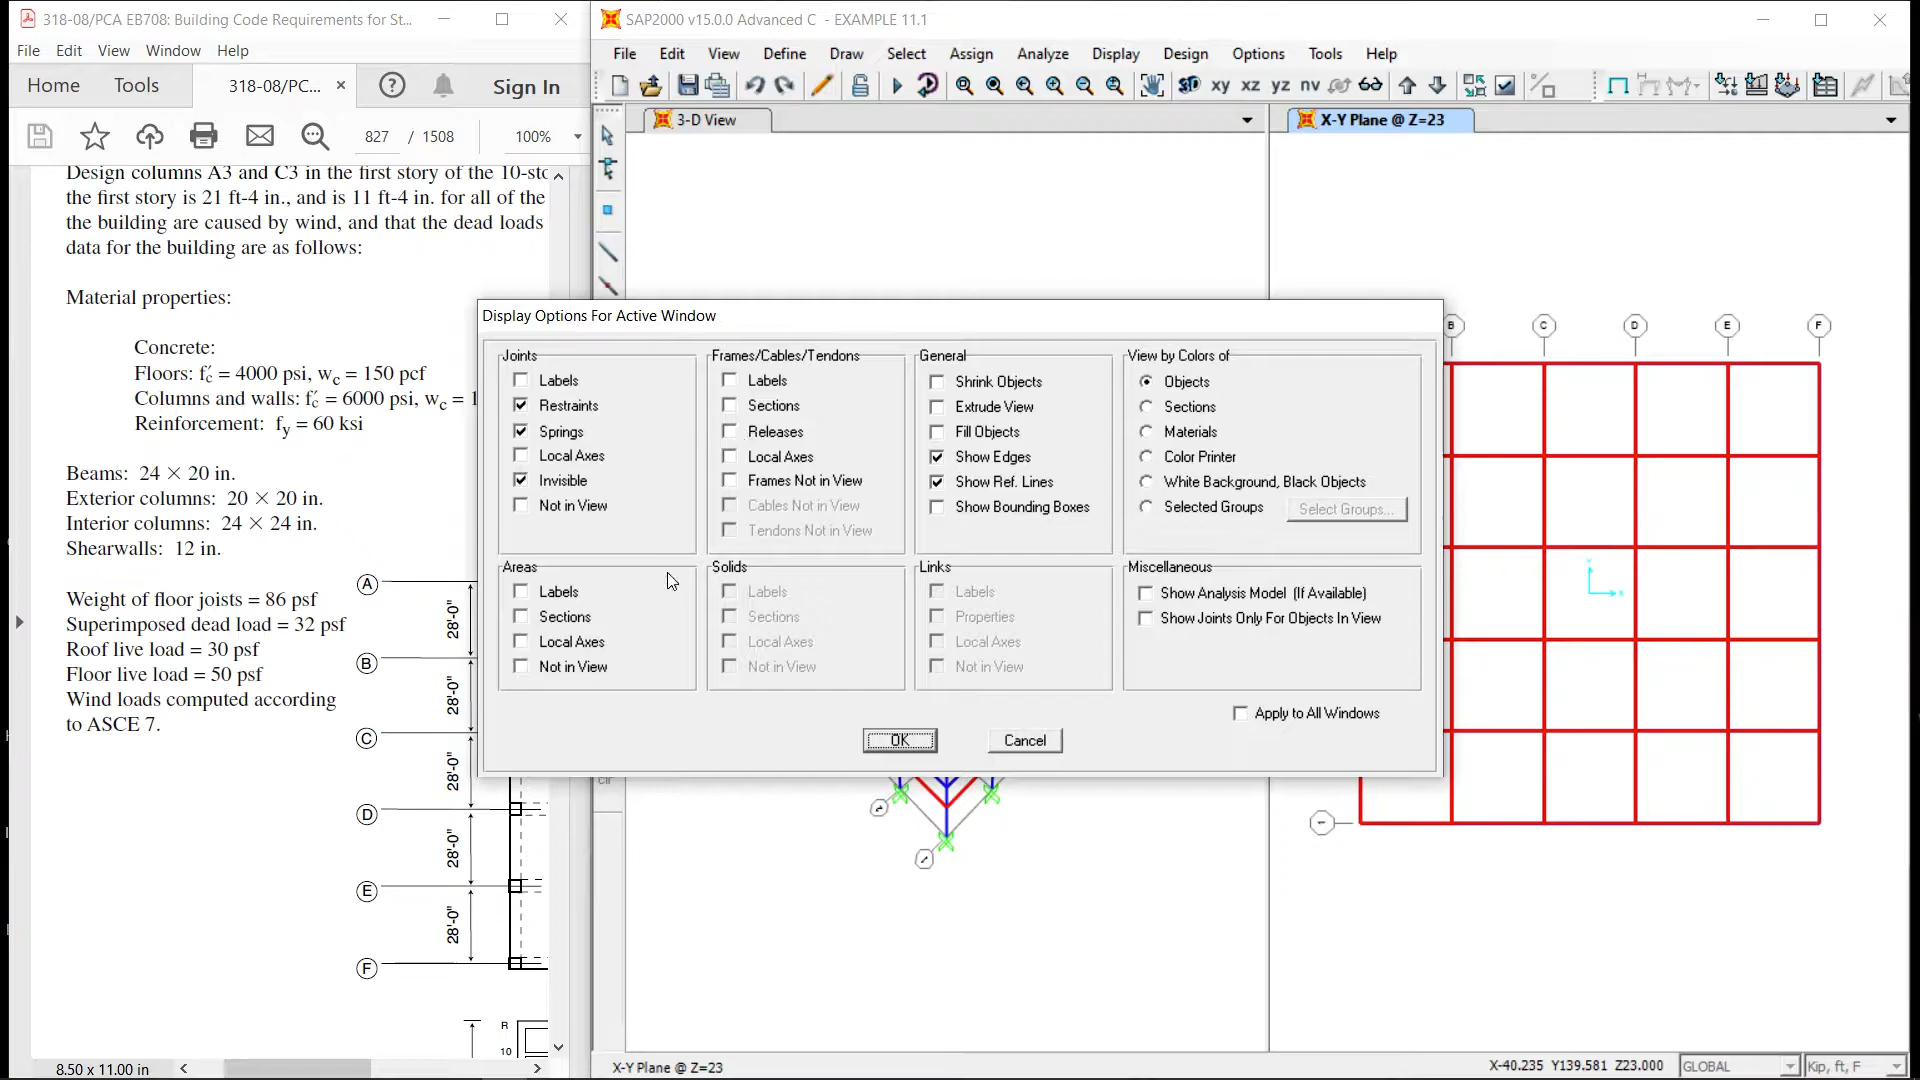 318-08/PCA EB708: Building Code Requirements for St...
File Edit View Window Help
Home Tools 318-08/PC... × ? Sign In
827 / 1508 100%
Design columns A3 and C3 in the first story of the 10-sto
the first story is 21 ft-4 in., and is 11 ft-4 in. for all of the
the building are caused by wind, and that the dead loads
data for the building are as follows:
Material properties:
Concrete:
Floors: f′c = 4000 psi, wc = 150 pcf
Columns and walls: f′c = 6000 psi, wc = 1
Reinforcement: fy = 60 ksi
Beams: 24 × 20 in.
Exterior columns: 20 × 20 in.
Interior columns: 24 × 24 in.
Shearwalls: 12 in.
Weight of floor joists = 86 psf
Superimposed dead load = 32 psf
Roof live load = 30 psf
Floor live load = 50 psf
Wind loads computed according
to ASCE 7.
A
28'-0"
B
28'-0"
C
28'-0"
D
28'-0"
E
28'-0"
F
R
10
8.50 x 11.00 in
SAP2000 v15.0.0 Advanced C - EXAMPLE 11.1
File Edit View Define Draw Select Assign Analyze Display Design Options Tools Help
3D xy xz yz nv
3-D View
X-Y Plane @ Z=23
B C D E F
Display Options For Active Window
Joints
Labels
Restraints
Springs
Local Axes
Invisible
Not in View
Frames/Cables/Tendons
Labels
Sections
Releases
Local Axes
Frames Not in View
Cables Not in View
Tendons Not in View
General
Shrink Objects
Extrude View
Fill Objects
Show Edges
Show Ref. Lines
Show Bounding Boxes
View by Colors of
Objects
Sections
Materials
Color Printer
White Background, Black Objects
Selected Groups
Select Groups...
Areas
Labels
Sections
Local Axes
Not in View
Solids
Labels
Sections
Local Axes
Not in View
Links
Labels
Properties
Local Axes
Not in View
Miscellaneous
Show Analysis Model (If Available)
Show Joints Only For Objects In View
Apply to All Windows
OK Cancel
clr
X-Y Plane @ Z=23
X-40.235 Y139.581 Z23.000
GLOBAL
Kip, ft, F